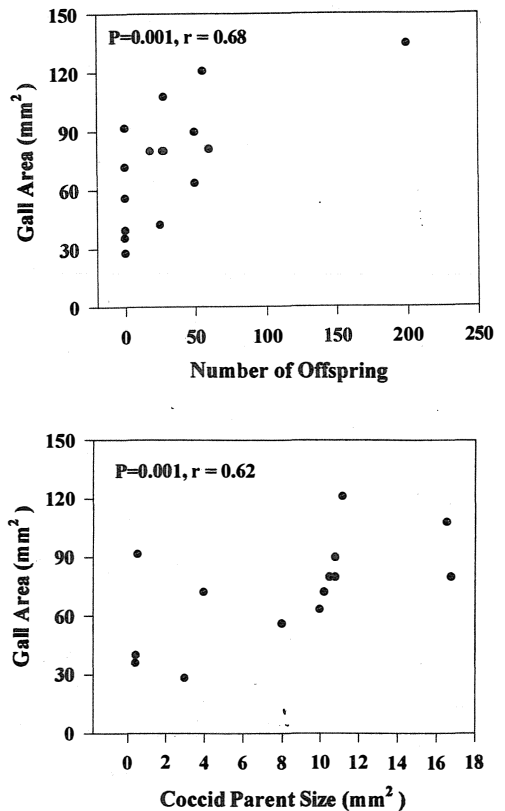 150
P=0.001, r = 0.68
120
90
60
30
0
Gall Area (mm²)
0 50 100 150 200 250
Number of Offspring
150
P=0.001, r = 0.62
120
90
60
30
0
Gall Area (mm²)
0 2 4 6 8 10 12 14 16 18
Coccid Parent Size (mm²)